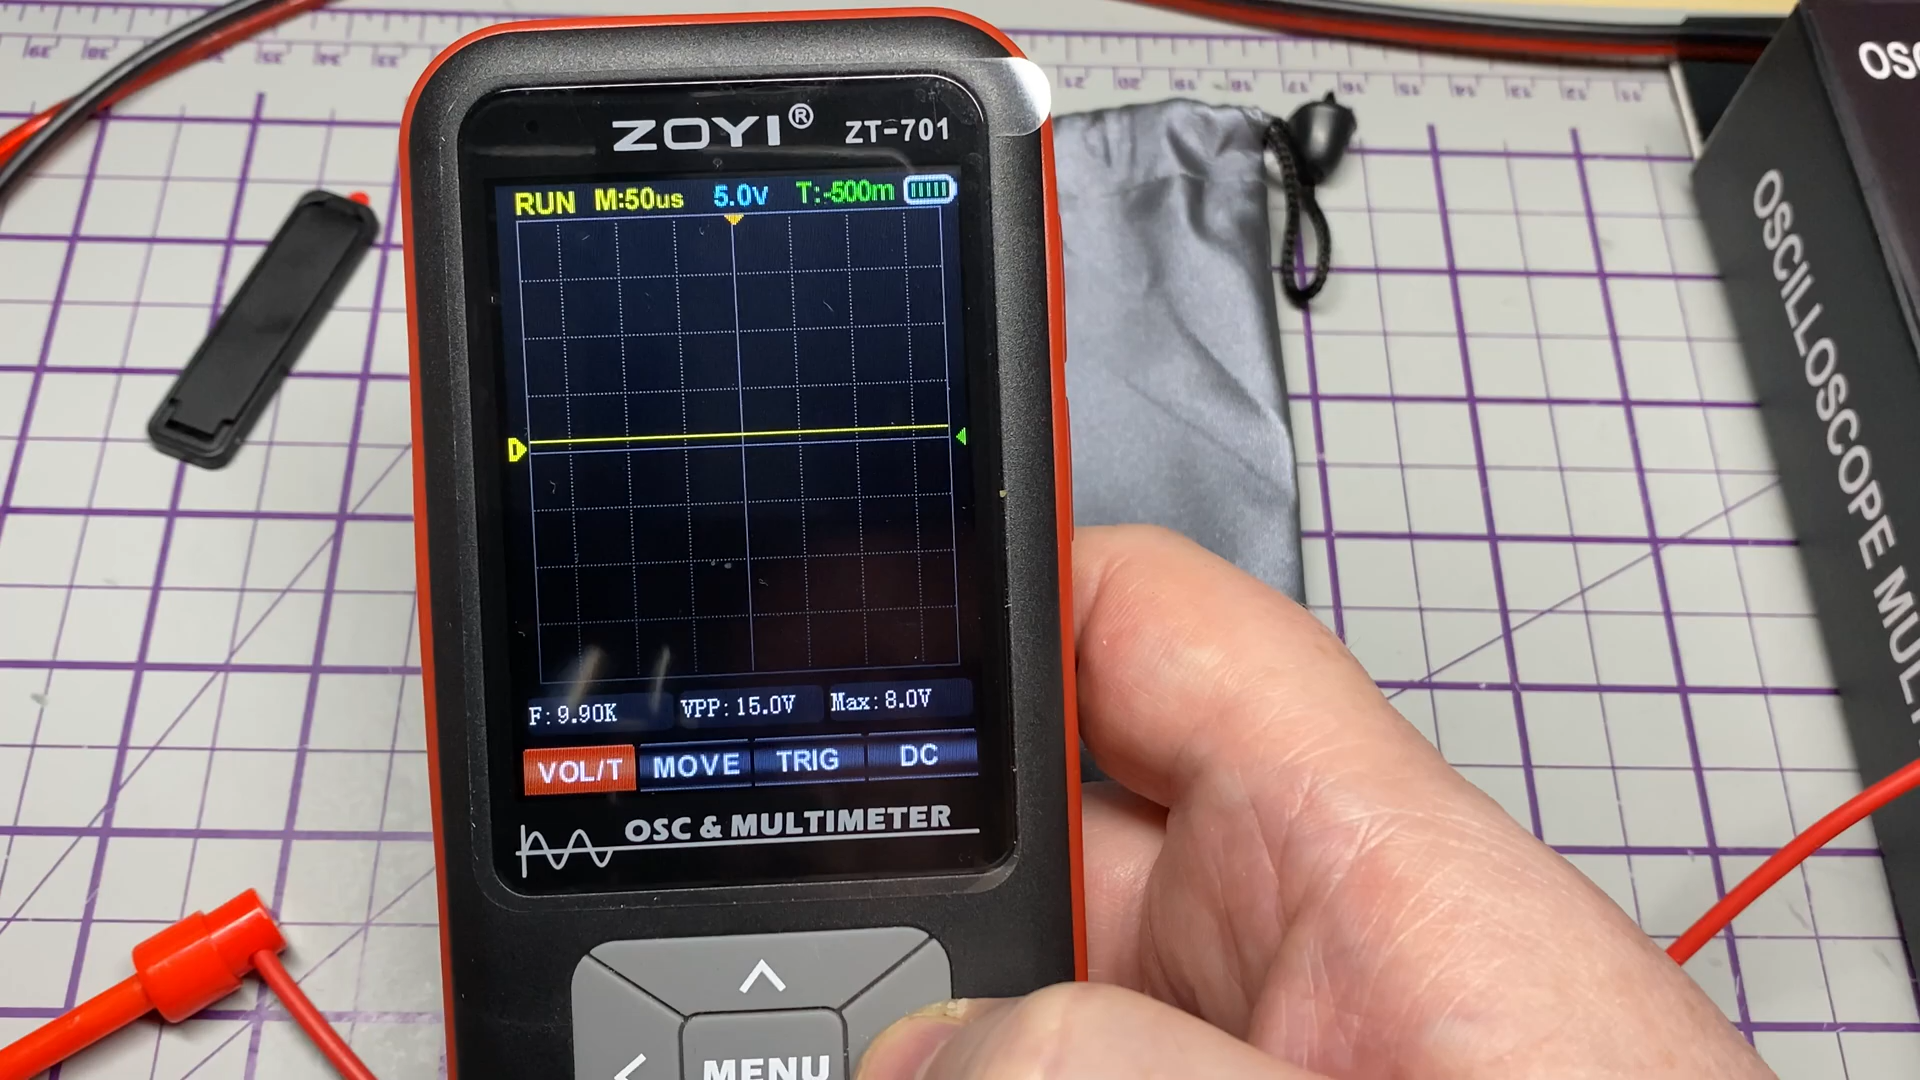 ZOYI® ZT-701
RUN M:50us 5.0V T:-500m
F:9.90K VPP:15.0V Max:8.0V
VOL/T MOVE TRIG DC
OSC & MULTIMETER
MENU
OSCILLOSCOPE MUL
OSC